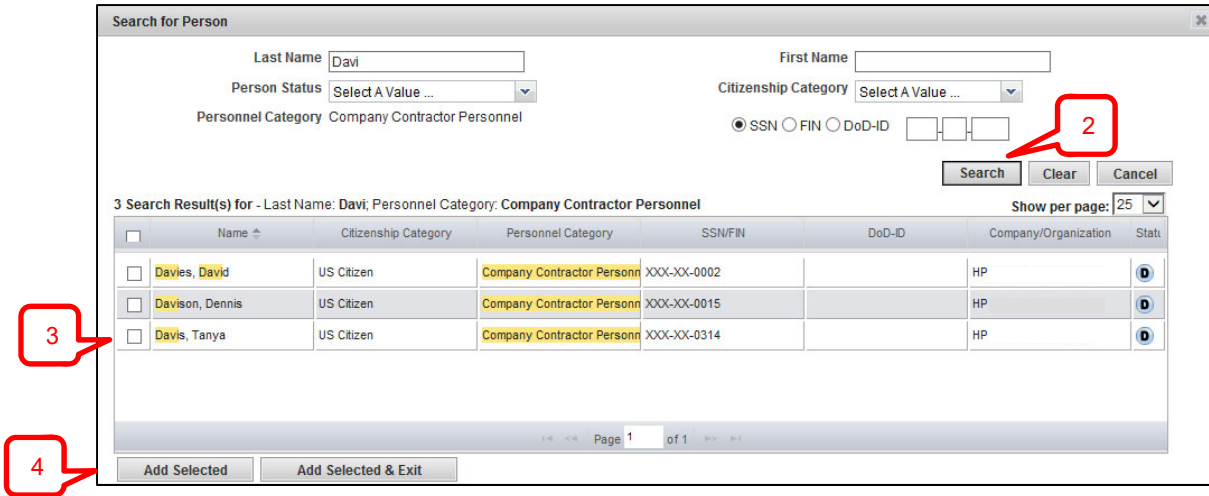 Search for Person
Last Name Davi First Name
Person Status Select A Value ... Citizenship Category Select A Value ...
Personnel Category Company Contractor Personnel SSN FIN DoD-ID - -
2
Search Clear Cancel
3 Search Result(s) for - Last Name: Davi; Personnel Category: Company Contractor Personnel Show per page: 25
Name Citizenship Category Personnel Category SSN/FIN DoD-ID Company/Organization Statu
Davies, David US Citizen Company Contractor Personn XXX-XX-0002 HP D
Davison, Dennis US Citizen Company Contractor Personn XXX-XX-0015 HP D
3
Davis, Tanya US Citizen Company Contractor Personn XXX-XX-0314 HP D
Page 1 of 1
4
Add Selected Add Selected & Exit